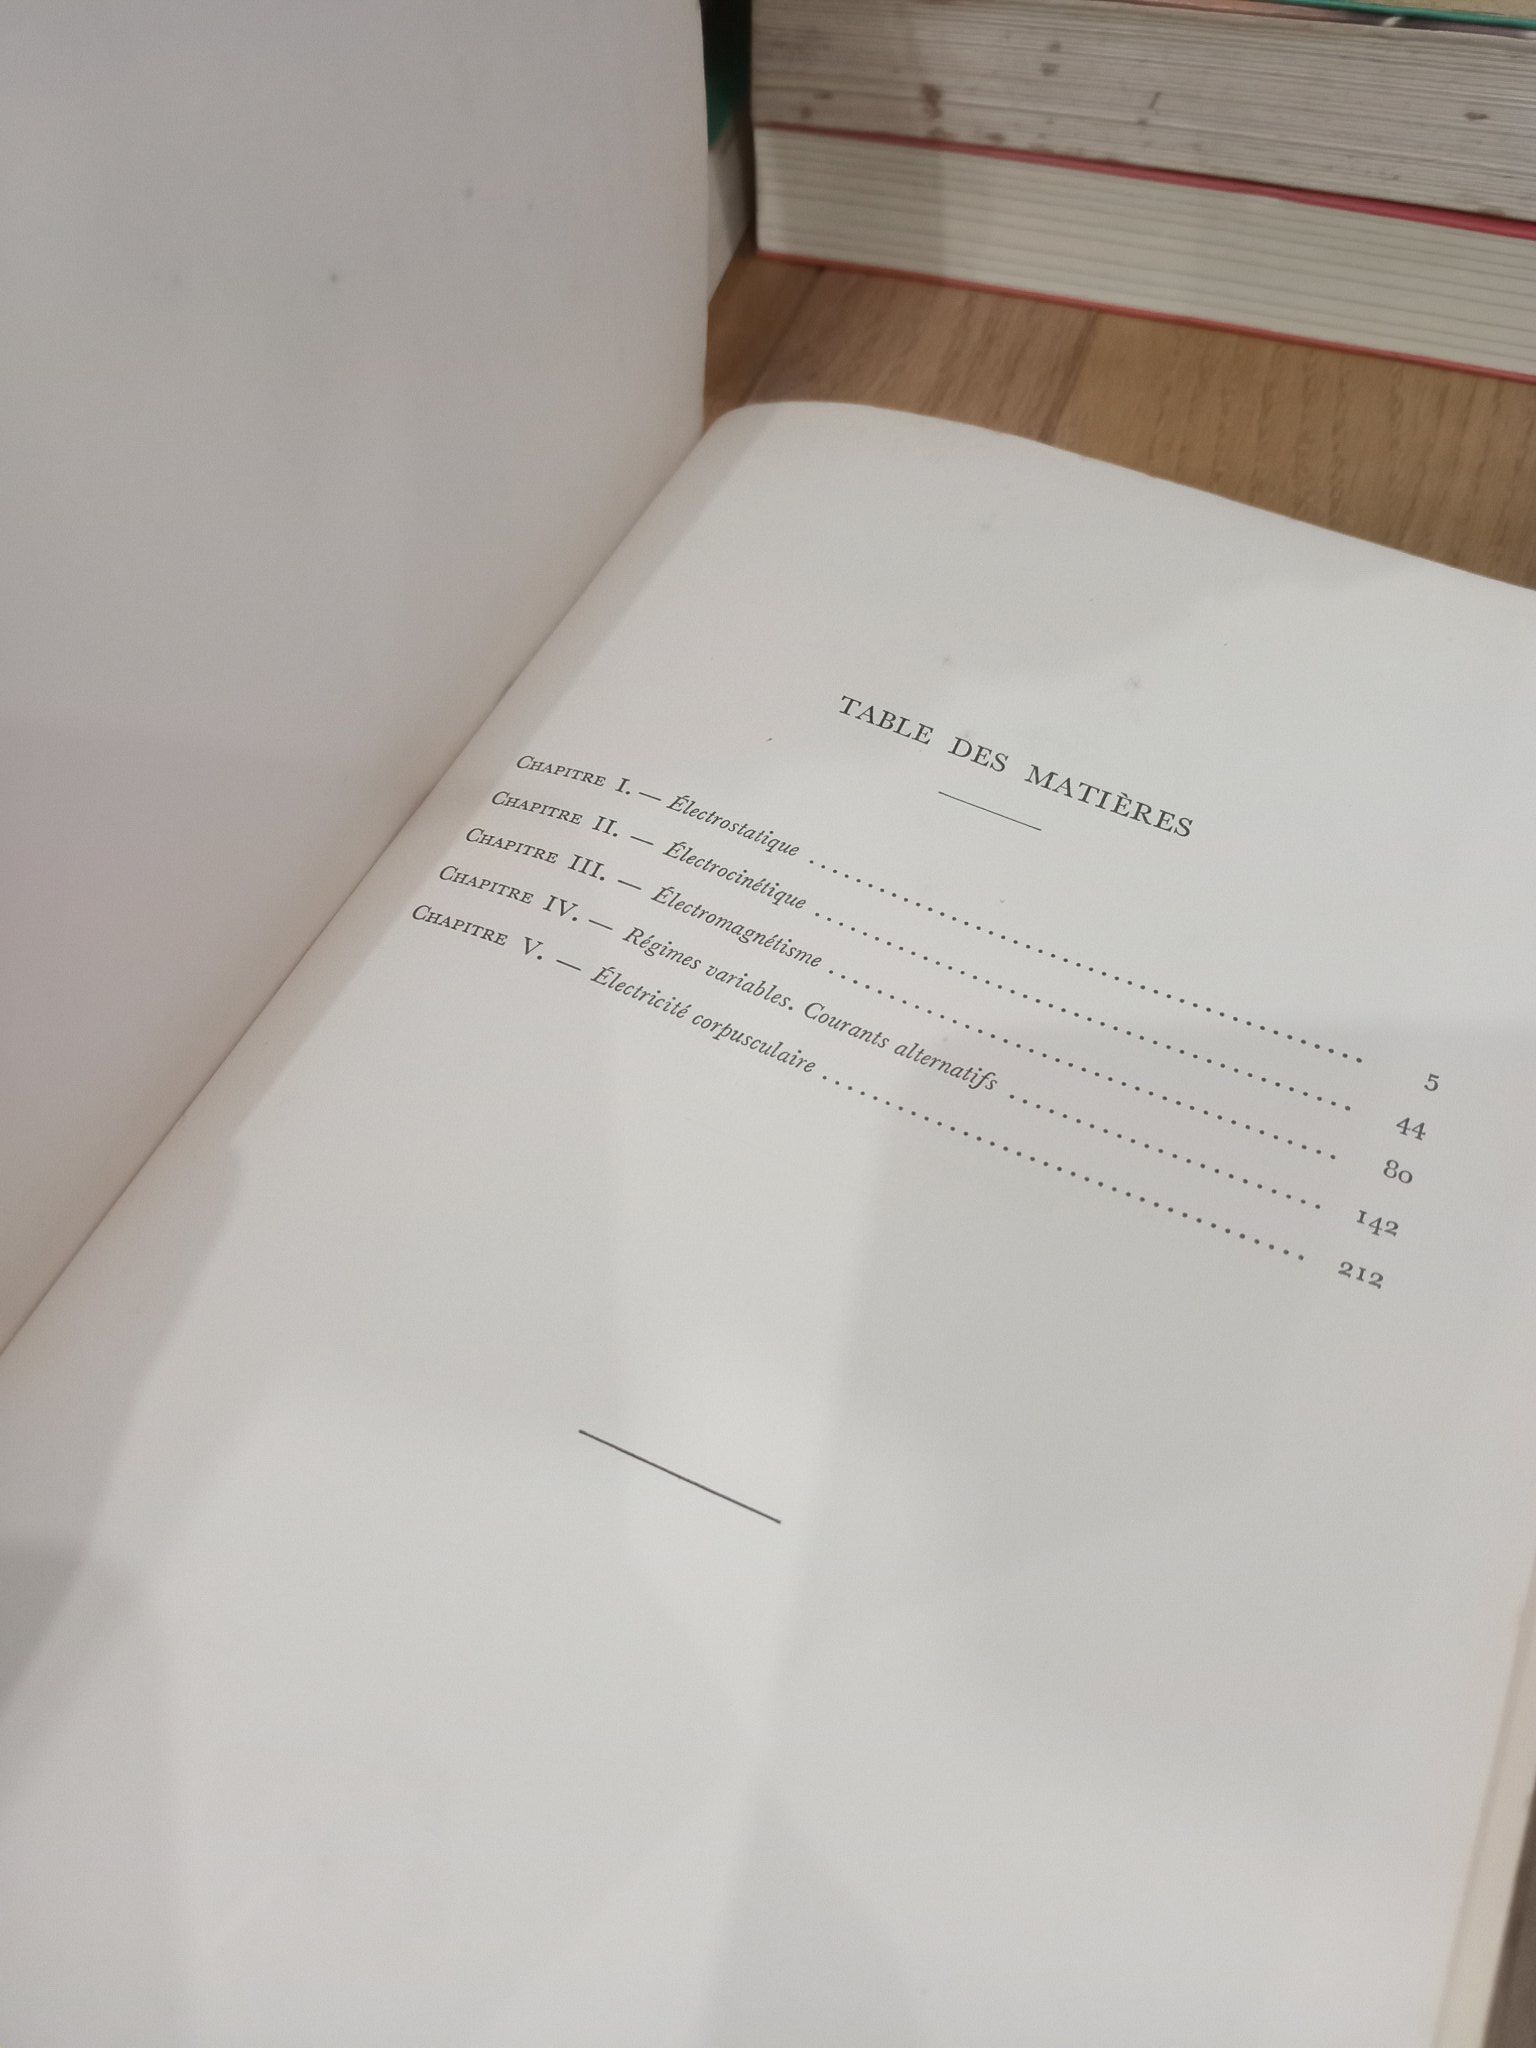 TABLE DES MATIÈRES
Chapitre I. — Électrostatique .......... 5
Chapitre II. — Électrocinétique .......... 44
Chapitre III. — Électromagnétisme .......... 80
Chapitre IV. — Régimes variables. Courants alternatifs .......... 142
Chapitre V. — Électricité corpusculaire .......... 212